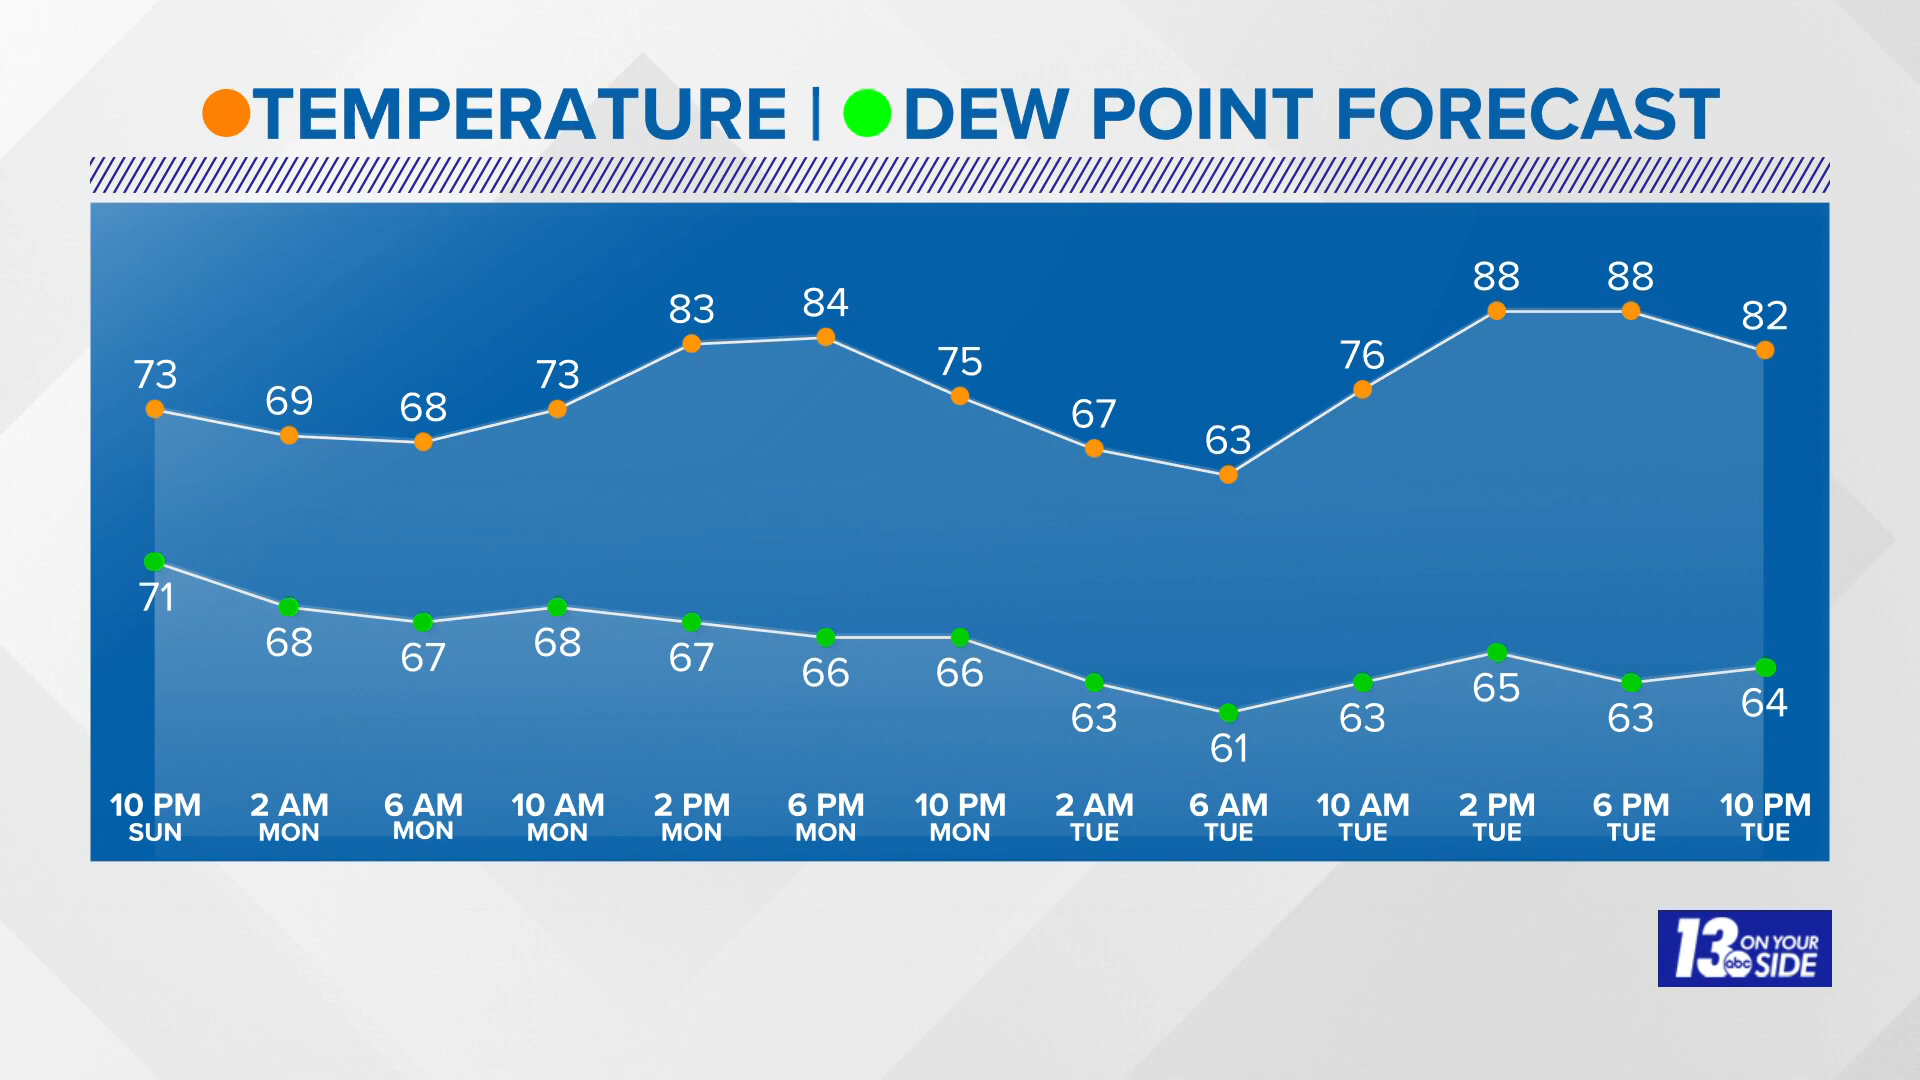 TEMPERATURE | DEW POINT FORECAST
88 88
83 84 82
73 73 75 76
69 68 67
63
71
68 67 68 67 66 66
63 61 63 65 63 64
10 PM 2 AM 6 AM 10 AM 2 PM 6 PM 10 PM 2 AM 6 AM 10 AM 2 PM 6 PM 10 PM
SUN MON MON MON MON MON MON TUE TUE TUE TUE TUE TUE
13 ON YOUR
abc SIDE